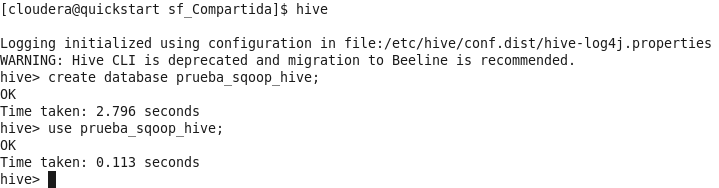 [cloudera@quickstart sf_Compartida]$ hive
Logging initialized using configuration in file:/etc/hive/conf.dist/hive-log4j.properties
WARNING: Hive CLI is deprecated and migration to Beeline is recommended.
hive> create database prueba_sqoop_hive;
OK
Time taken: 2.796 seconds
hive> use prueba_sqoop_hive;
OK
Time taken: 0.113 seconds
hive>